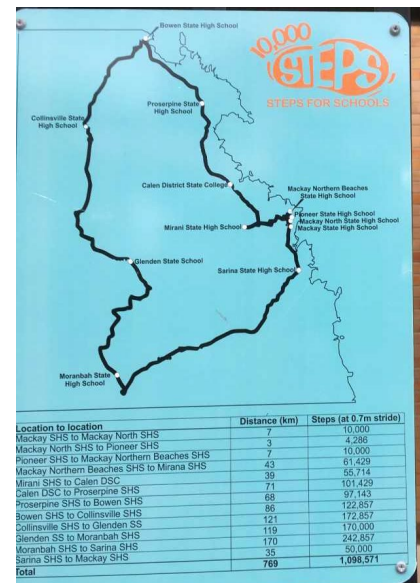 Bowen State High School
10,000
STEPS
STEPS FOR SCHOOLS
Proserpine State
High School
Collinsville State
High School
Calen District State College
Mackay Northern Beaches
State High School
Pioneer State High School
Mackay North State High School
Mackay State High School
Mirani State High School
Sarina State High School
Glenden State School
Moranbah State
High School
Location to location Distance (km) Steps (at 0.7m stride)
Mackay SHS to Mackay North SHS 7 10,000
Mackay North SHS to Pioneer SHS 3 4,286
Pioneer SHS to Mackay Northern Beaches SHS 7 10,000
Mackay Northern Beaches SHS to Mirana SHS 43 61,429
Mirani SHS to Calen DSC 39 55,714
Calen DSC to Proserpine SHS 71 101,429
Proserpine SHS to Bowen SHS 68 97,143
Bowen SHS to Collinsville SHS 86 122,857
Collinsville SHS to Glenden SS 121 172,857
Glenden SS to Moranbah SHS 119 170,000
Moranbah SHS to Sarina SHS 170 242,857
Sarina SHS to Mackay SHS 35 50,000
Total 769 1,098,571